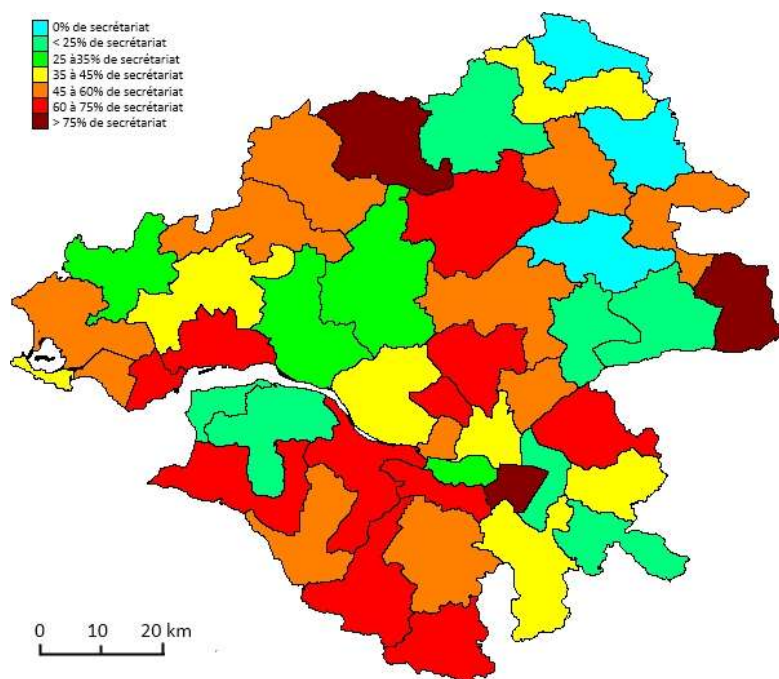 0% de secrétariat
< 25% de secrétariat
25 à35% de secrétariat
35 à 45% de secrétariat
45 à 60% de secrétariat
60 à 75% de secrétariat
> 75% de secrétariat
0 10 20 km